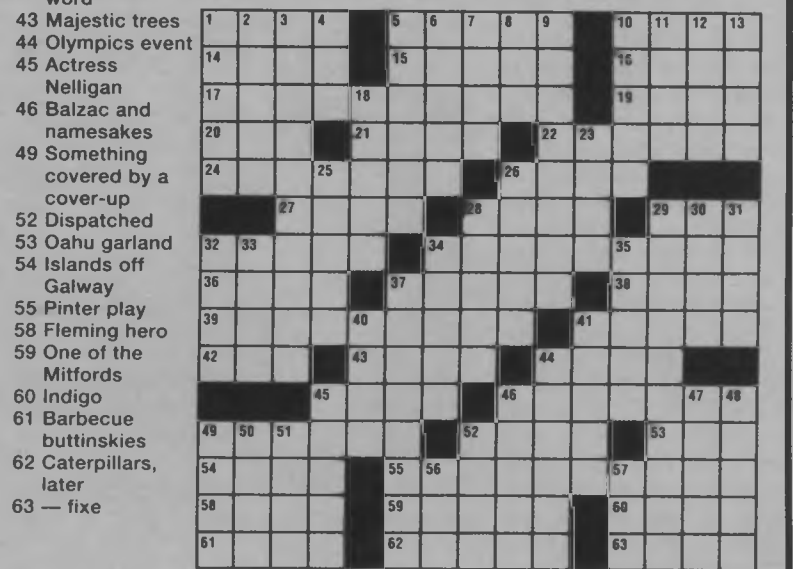 word
43 Majestic trees
44 Olympics event
45 Actress
Nelligan
46 Balzac and
namesakes
49 Something
covered by a
cover-up
52 Dispatched
53 Oahu garland
54 Islands off
Galway
55 Pinter play
58 Fleming hero
59 One of the
Mitfords
60 Indigo
61 Barbecue
buttinskies
62 Caterpillars,
later
63 — fixe
1 2 3 4 5 6 7 8 9 10 11 12 13
14 15 16
17 18 19
20 21 22 23
24 25 26
27 28 29 30 31
32 33 34 35
36 37 38
39 40 41
42 43 44
45 46 47 48
49 50 51 52 53
54 55 56 57
58 59 60
61 62 63